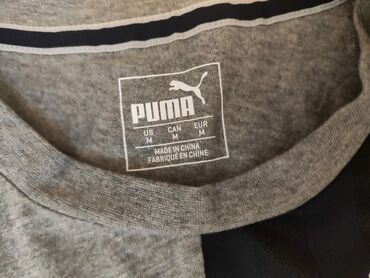 PUMA
US CAN EUR
M M M
MADE IN CHINA
FABRIQUÉ EN CHINE